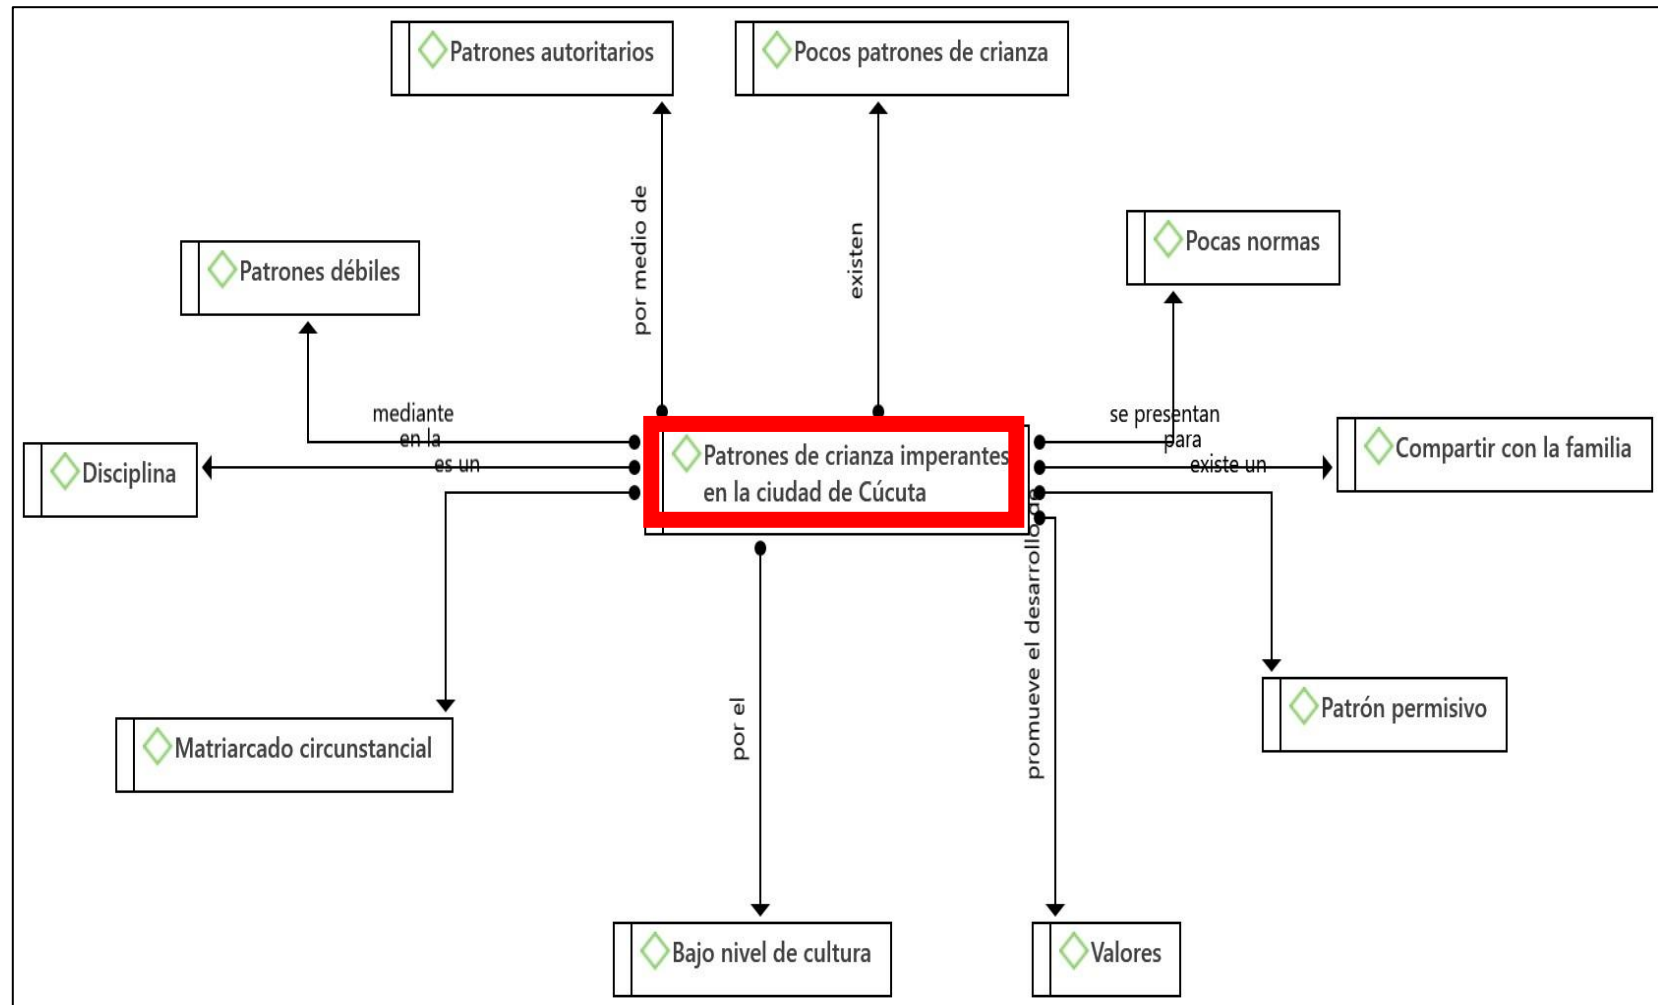 Patrones autoritarios
Pocos patrones de crianza
por medio de
existen
Pocas normas
Patrones débiles
mediante
en la
es un
se presentan
para
existe un
Disciplina
Patrones de crianza imperantes
en la ciudad de Cúcuta
Compartir con la familia
promueve el desarrollo de
por el
Patrón permisivo
Matriarcado circunstancial
Bajo nivel de cultura
Valores